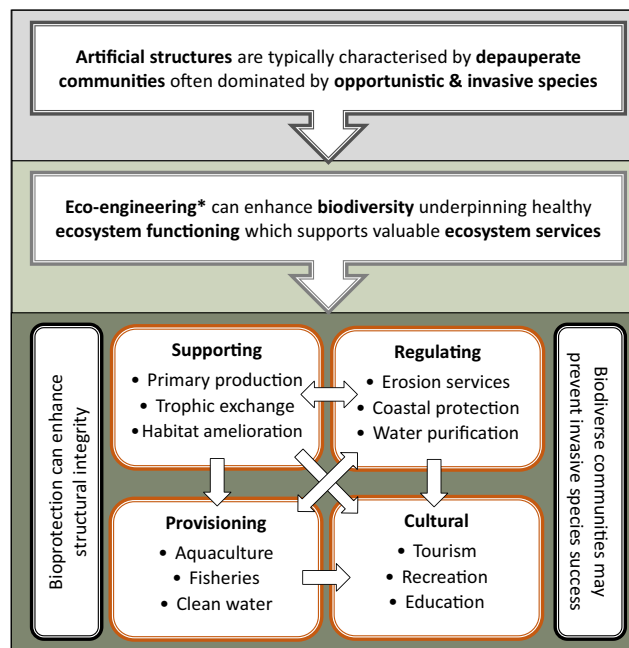 Artificial structures are typically characterised by depauperate
communities often dominated by opportunistic & invasive species
Eco-engineering* can enhance biodiversity underpinning healthy
ecosystem functioning which supports valuable ecosystem services
Bioprotection can enhance
structural integrity
Supporting
• Primary production
• Trophic exchange
• Habitat amelioration
Regulating
• Erosion services
• Coastal protection
• Water purification
Provisioning
• Aquaculture
• Fisheries
• Clean water
Cultural
• Tourism
• Recreation
• Education
Biodiverse communities may
prevent invasive species success